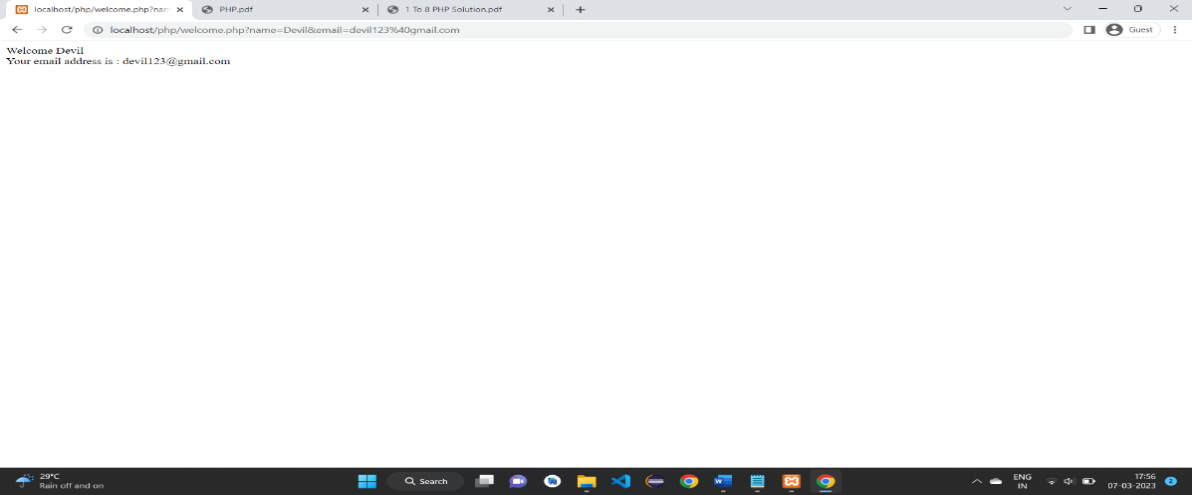 localhost/php/welcome.php?nam
PHP.pdf
1 To 8 PHP Solution.pdf
localhost/php/welcome.php?name=Devil&email=devil123%40gmail.com
Guest
Welcome Devil
Your email address is : devil123@gmail.com
29°C
Rain off and on
Search
ENG
IN
17:56
07-03-2023
2